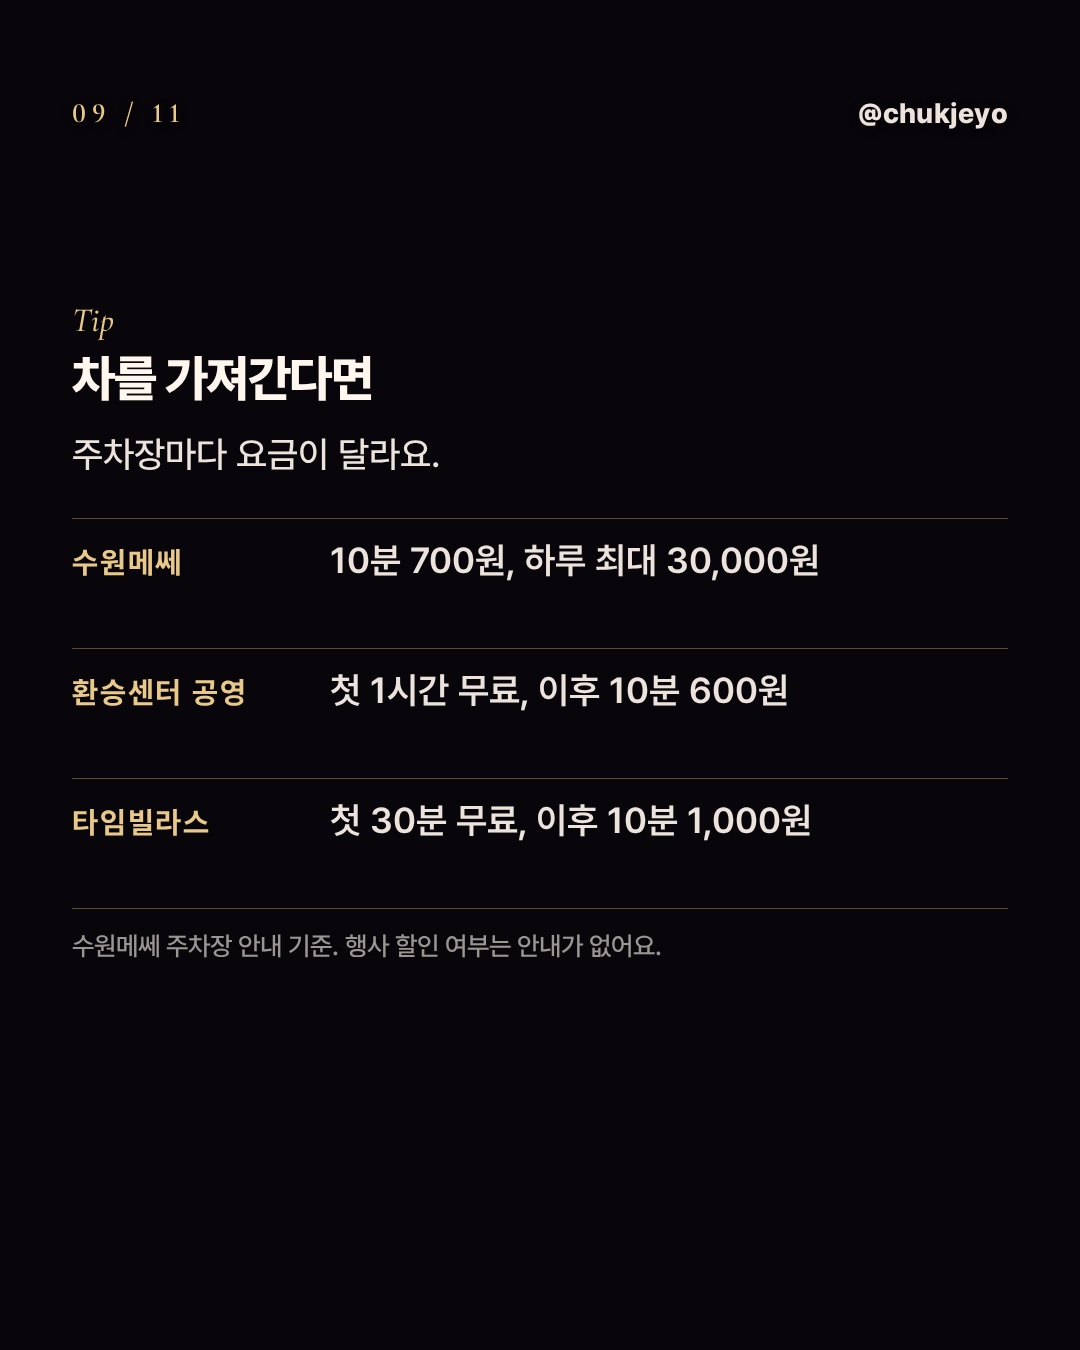 09 / 11
@chukjeyo
Tip
차를 가져간다면
주차장마다 요금이 달라요.
수원메쎄 10분 700원, 하루 최대 30,000원
환승센터 공영 첫 1시간 무료, 이후 10분 600원
타임빌라스 첫 30분 무료, 이후 10분 1,000원
수원메쎄 주차장 안내 기준. 행사 할인 여부는 안내가 없어요.